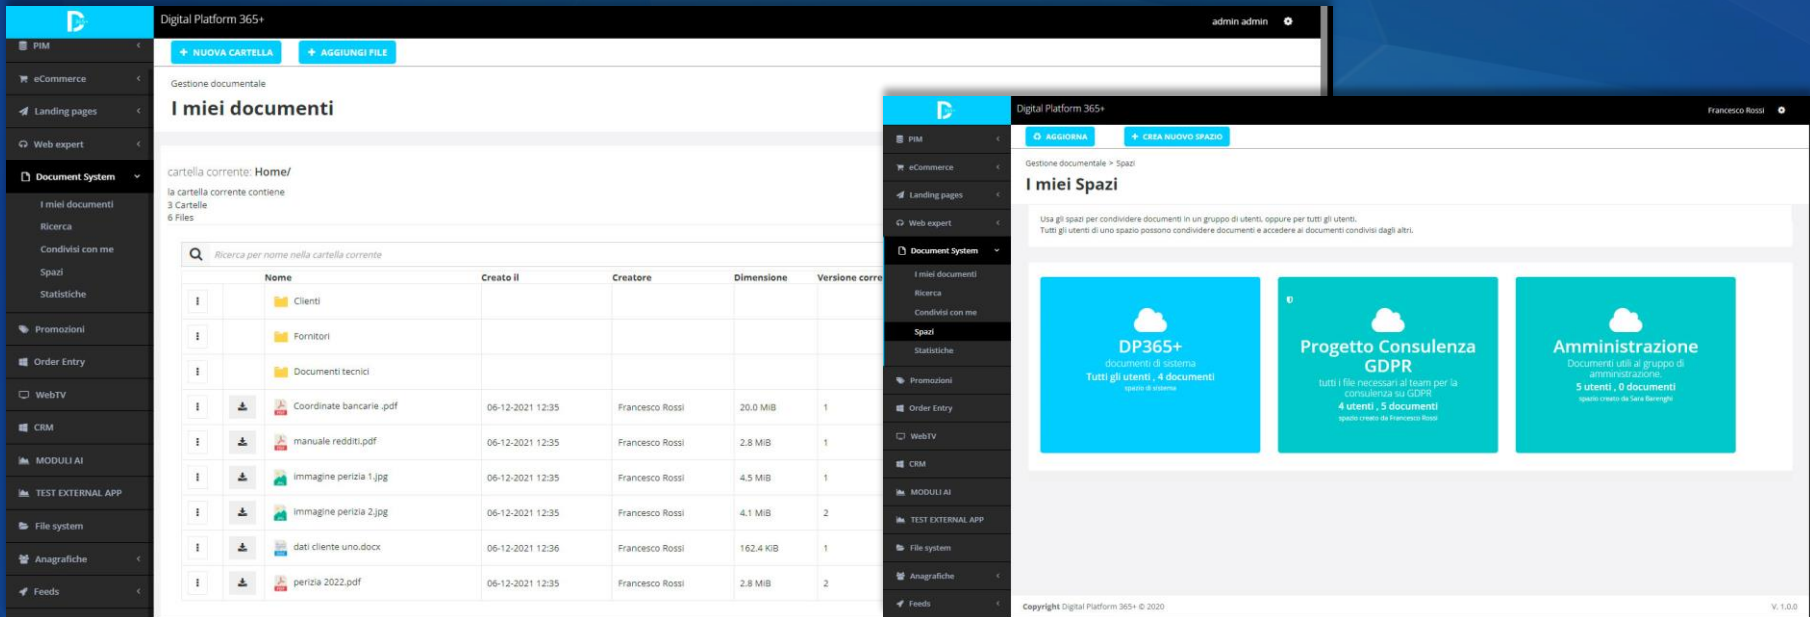 Digital Platform 365+
admin admin
PIM
eCommerce
Landing pages
Web expert
Document System
I miei documenti
Ricerca
Condivisi con me
Spazi
Statistiche
Promozioni
Order Entry
WebTV
CRM
MODULI AI
TEST EXTERNAL APP
File system
Anagrafiche
Feeds
+ NUOVA CARTELLA
+ AGGIUNGI FILE
Gestione documentale
I miei documenti
cartella corrente: Home/
la cartella corrente contiene
3 Cartelle
6 Files
Ricerca per nome nella cartella corrente
Nome Creato il Creatore Dimensione Versione corre
Clienti
Fornitori
Documenti tecnici
Coordinate bancarie .pdf 06-12-2021 12:35 Francesco Rossi 20.0 MiB 1
manuale redditi.pdf 06-12-2021 12:35 Francesco Rossi 2.8 MiB 1
immagine perizia 1.jpg 06-12-2021 12:35 Francesco Rossi 4.5 MiB 1
immagine perizia 2.jpg 06-12-2021 12:35 Francesco Rossi 4.1 MiB 2
dati cliente uno.docx 06-12-2021 12:36 Francesco Rossi 162.4 KiB 1
perizia 2022.pdf 06-12-2021 12:35 Francesco Rossi 2.8 MiB 2
Digital Platform 365+
Francesco Rossi
PIM
eCommerce
Landing pages
Web expert
Document System
I miei documenti
Ricerca
Condivisi con me
Spazi
Statistiche
Promozioni
Order Entry
WebTV
CRM
MODULI AI
TEST EXTERNAL APP
File system
Anagrafiche
Feeds
AGGIORNA
+ CREA NUOVO SPAZIO
Gestione documentale > Spazi
I miei Spazi
Usa gli spazi per condividere documenti in un gruppo di utenti, oppure per tutti gli utenti.
Tutti gli utenti di uno spazio possono condividere documenti e accedere ai documenti condivisi dagli altri.
DP365+
documenti di sistema
Tutti gli utenti , 4 documenti
spazio di sistema
Progetto Consulenza
GDPR
tutti i file necessari al team per la
consulenza su GDPR
4 utenti , 5 documenti
spazio creato da Francesco Rossi
Amministrazione
Documenti utili al gruppo di
amministrazione.
5 utenti , 0 documenti
spazio creato da Sara Barenghi
Copyright Digital Platform 365+ © 2020
V. 1.0.0